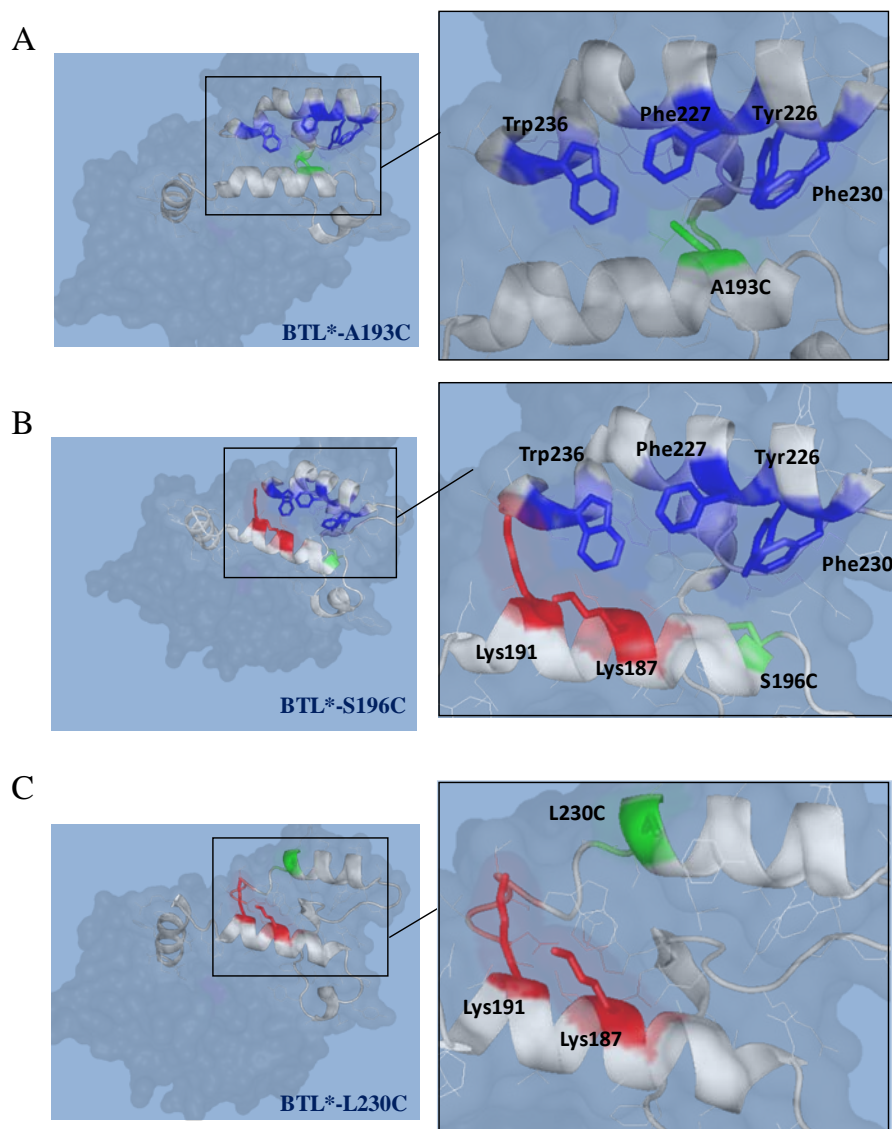 A
BTL*-A193C
Trp236
Phe227
Tyr226
Phe230
A193C
B
BTL*-S196C
Trp236
Phe227
Tyr226
Phe230
Lys191
Lys187
S196C
C
BTL*-L230C
L230C
Lys191
Lys187